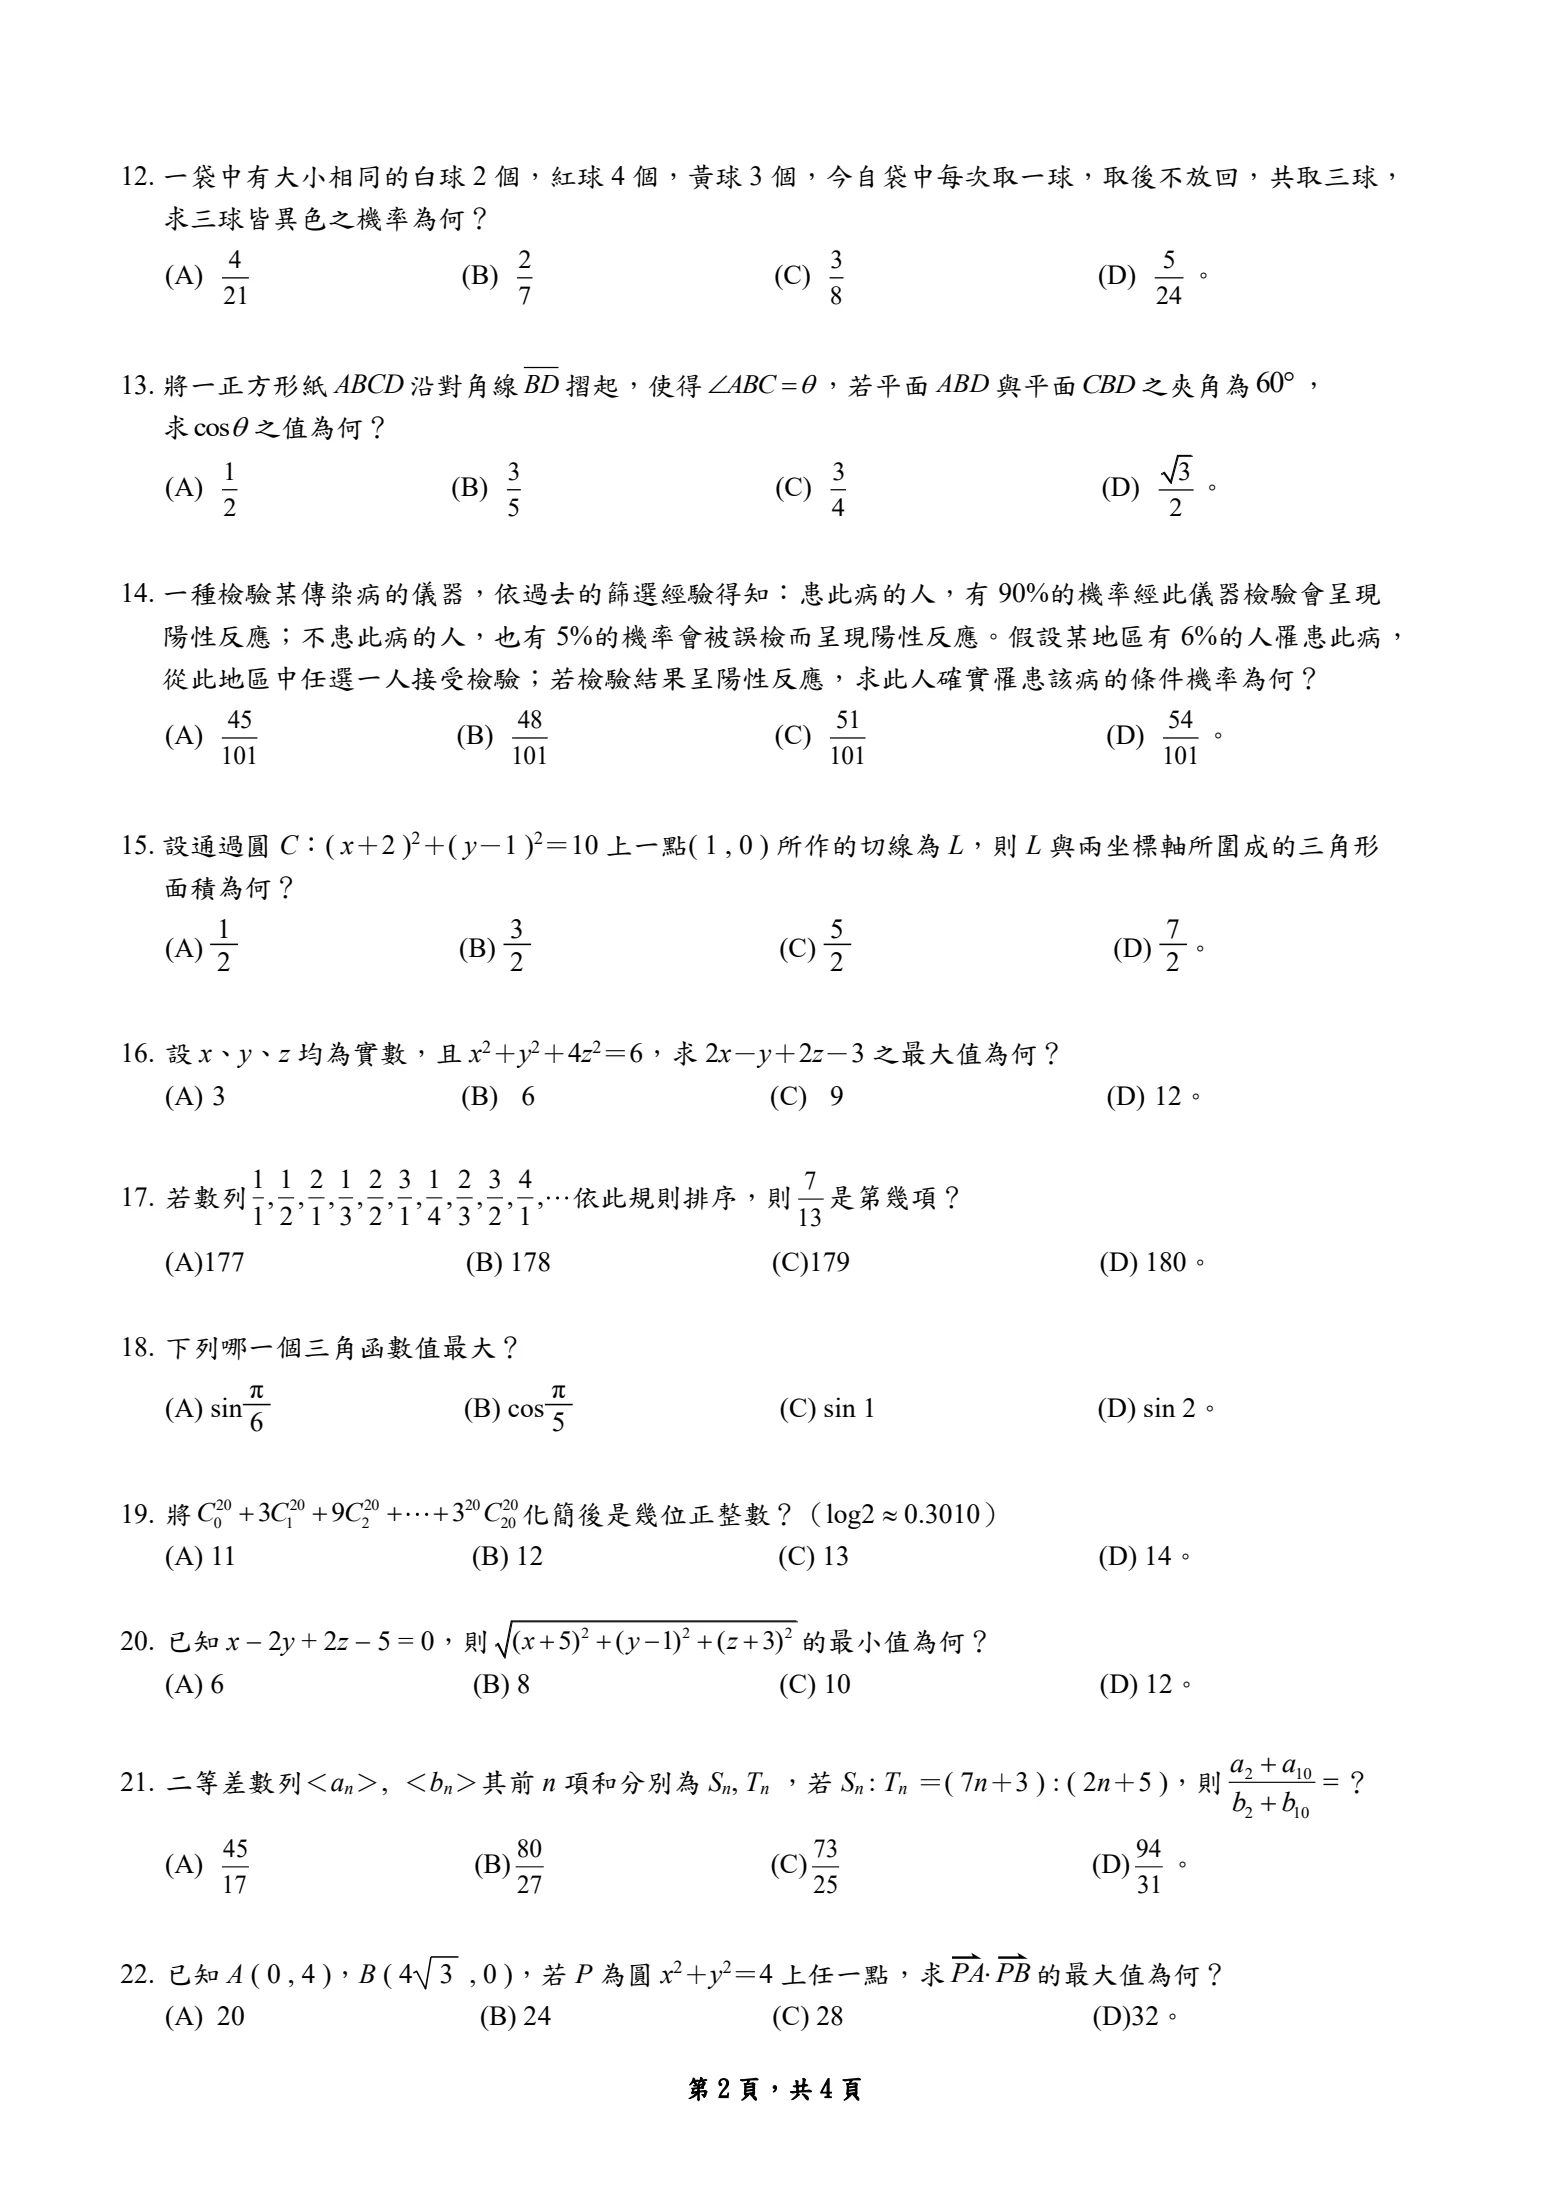 12. 一袋中有大小相同的白球 2 個，紅球 4 個，黃球 3 個，今自袋中每次取一球，取後不放回，共取三球，
求三球皆異色之機率為何？
(A) 4/21 (B) 2/7 (C) 3/8 (D) 5/24。
13. 將一正方形紙 ABCD 沿對角線 B̅D̅ 摺起，使得∠ABC=θ，若平面 ABD 與平面 CBD 之夾角為 60°，
求 cosθ 之值為何？
(A) 1/2 (B) 3/5 (C) 3/4 (D) √3/2。
14. 一種檢驗某傳染病的儀器，依過去的篩選經驗得知：患此病的人，有 90%的機率經此儀器檢驗會呈現
陽性反應；不患此病的人，也有 5%的機率會被誤檢而呈現陽性反應。假設某地區有 6%的人罹患此病，
從此地區中任選一人接受檢驗；若檢驗結果呈陽性反應，求此人確實罹患該病的條件機率為何？
(A) 45/101 (B) 48/101 (C) 51/101 (D) 54/101。
15. 設通過圓 C：( x＋2 )²＋( y－1 )²＝10 上一點( 1 , 0 ) 所作的切線為 L，則 L 與兩坐標軸所圍成的三角形
面積為何？
(A) 1/2 (B) 3/2 (C) 5/2 (D) 7/2。
16. 設 x、y、z 均為實數，且 x²＋y²＋4z²＝6，求 2x－y＋2z－3 之最大值為何？
(A) 3 (B) 6 (C) 9 (D) 12。
17. 若數列 1/1, 1/2, 2/1, 1/3, 2/2, 3/1, 1/4, 2/3, 3/2, 4/1,⋯依此規則排序，則 7/13 是第幾項？
(A)177 (B) 178 (C)179 (D) 180。
18. 下列哪一個三角函數值最大？
(A) sin π/6 (B) cos π/5 (C) sin 1 (D) sin 2。
19. 將 C₀²⁰ +3C₁²⁰ +9C₂²⁰ +⋯+3²⁰C₂₀²⁰ 化簡後是幾位正整數？（log2 ≈ 0.3010）
(A) 11 (B) 12 (C) 13 (D) 14。
20. 已知 x – 2y + 2z – 5 = 0，則 √((x+5)² +(y−1)² +(z+3)²) 的最小值為何？
(A) 6 (B) 8 (C) 10 (D) 12。
21. 二等差數列＜aₙ＞, ＜bₙ＞其前 n 項和分別為 Sₙ, Tₙ ，若 Sₙ : Tₙ ＝( 7n＋3 ) : ( 2n＋5 )，則 (a₂ + a₁₀)/(b₂ + b₁₀) = ？
(A) 45/17 (B) 80/27 (C) 73/25 (D) 94/31。
22. 已知 A ( 0 , 4 )，B ( 4√3 , 0 )，若 P 為圓 x²＋y²＝4 上任一點，求 P⃗A⃗·P⃗B⃗ 的最大值為何？
(A) 20 (B) 24 (C) 28 (D)32。
第 2 頁，共 4 頁